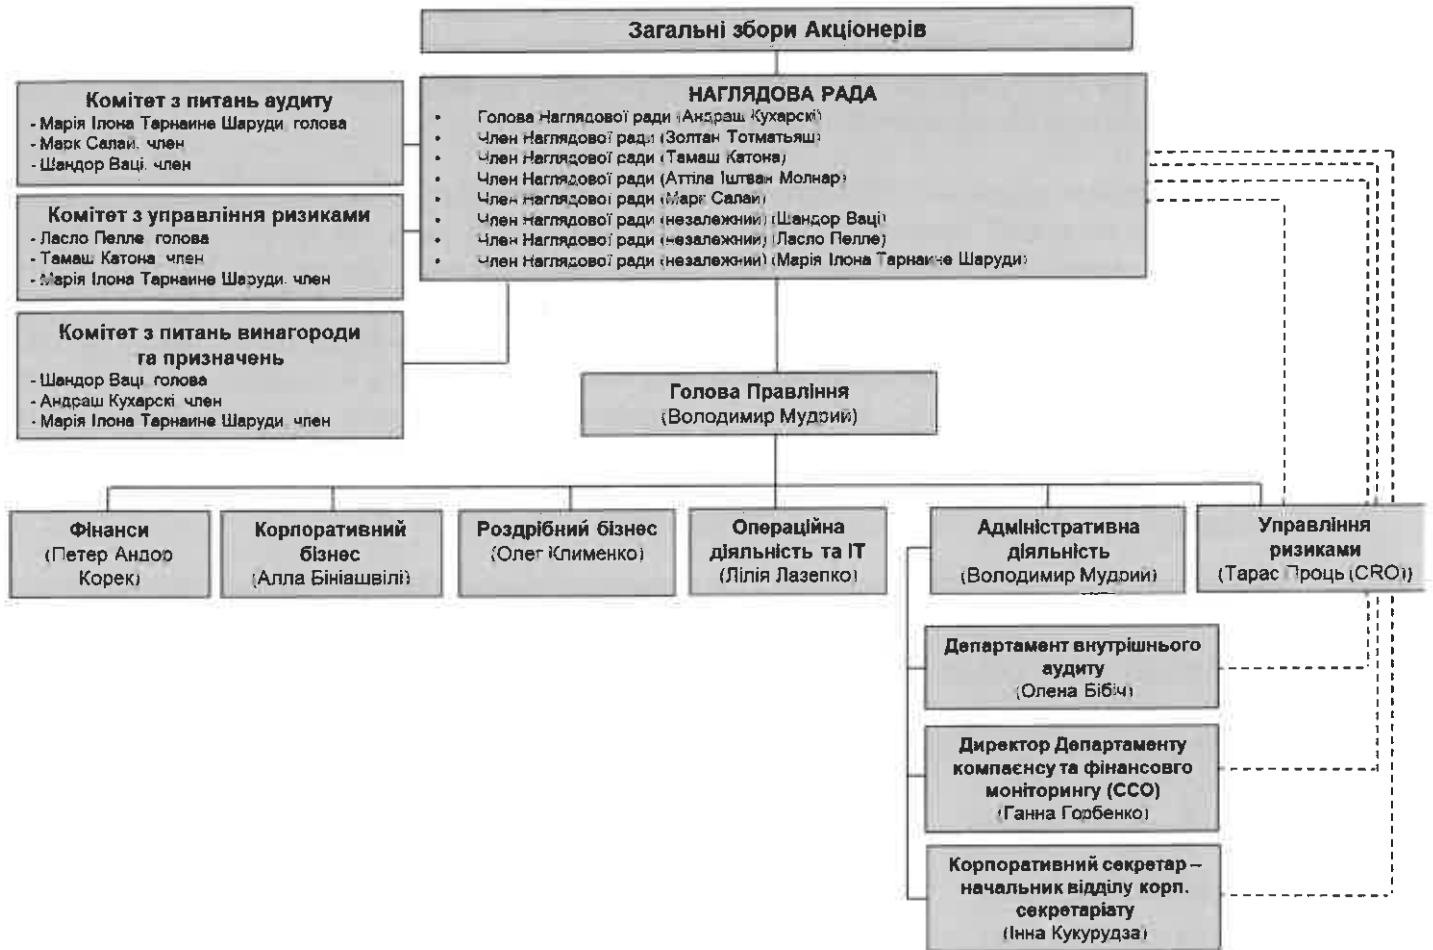 Загальні збори Акціонерів
Комітет з питань аудиту
- Марія Ілона Тарнаине Шаруди. голова
- Марк Салаи. член
- Шандор Ваці. член
НАГЛЯДОВА РАДА
• Голова Наглядової ради (Андраш Кухарскі)
• Член Наглядової ради (Золтан Тотматьяш)
• Член Наглядової ради (Тамаш Катона)
• Член Наглядової ради (Аттіла Іштван Молнар)
• Член Наглядової ради (Марк Салай)
• Член Наглядової ради (незалежний) (Шандор Ваці)
• Член Наглядової ради (незалежний) (Ласло Пелле)
• Член Наглядової ради (незалежний) (Марія Ілона Тарнаине Шаруди)
Комітет з управління ризиками
- Ласло Пелле голова
- Тамаш Катона член
- Марія Ілона Тарнаине Шаруди. член
Комітет з питань винагороди
та призначень
- Шандор Ваці голова
- Андраш Кухарскі член
- Марія Ілона Тарнаине Шаруди член
Голова Правління
(Володимир Мудрий)
Фінанси
(Петер Андор
Корек)
Корпоративний
бізнес
(Алла Бініашвілі)
Роздрібний бізнес
(Олег Клименко)
Операційна
діяльність та ІТ
(Лілія Лазепко)
Адміністративна
діяльність
(Володимир Мудрий)
Управління
ризиками
(Тарас Проць (CRO))
Департамент внутрішнього
аудиту
(Олена Бібіч)
Директор Департаменту
компаєнсу та фінансовго
моніторингу (ССО)
(Ганна Горбенко)
Корпоративний секретар –
начальник відділу корп.
секретаріату
(Інна Кукурудза)